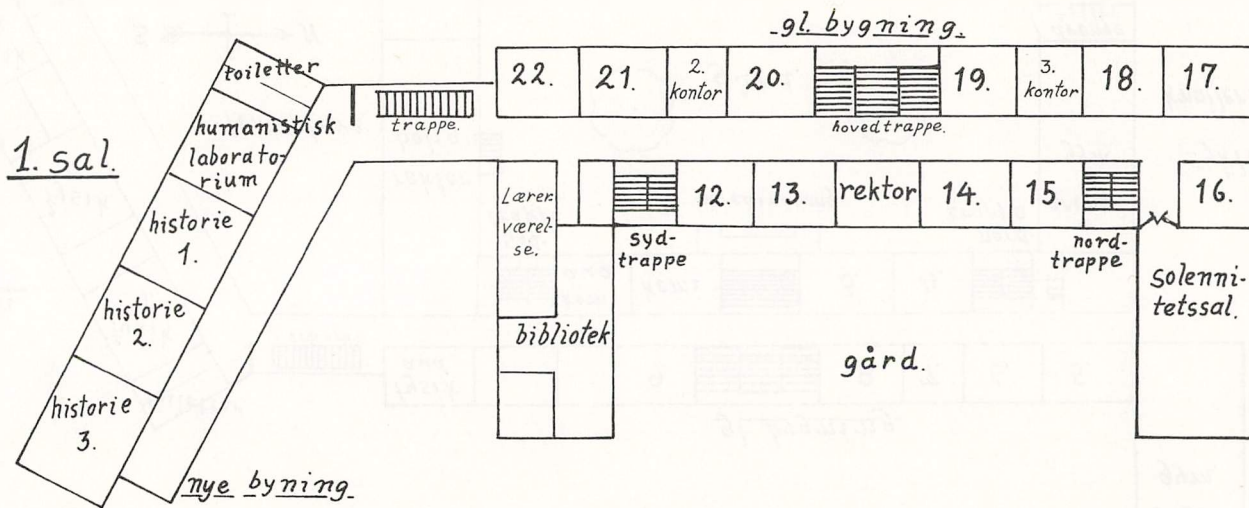 gl. bygning.
1. sal.
toiletter
humanistisk
laborato-
rium
historie
1.
historie
2.
historie
3.
nye byning
trappe.
22.
21.
2.
kontor
20.
hovedtrappe.
19.
3.
kontor
18.
17.
Lærer
værel-
se.
syd-
trappe
12.
13.
rektor
14.
15.
nord-
trappe
16.
bibliotek
gård.
solenni-
tetssal.